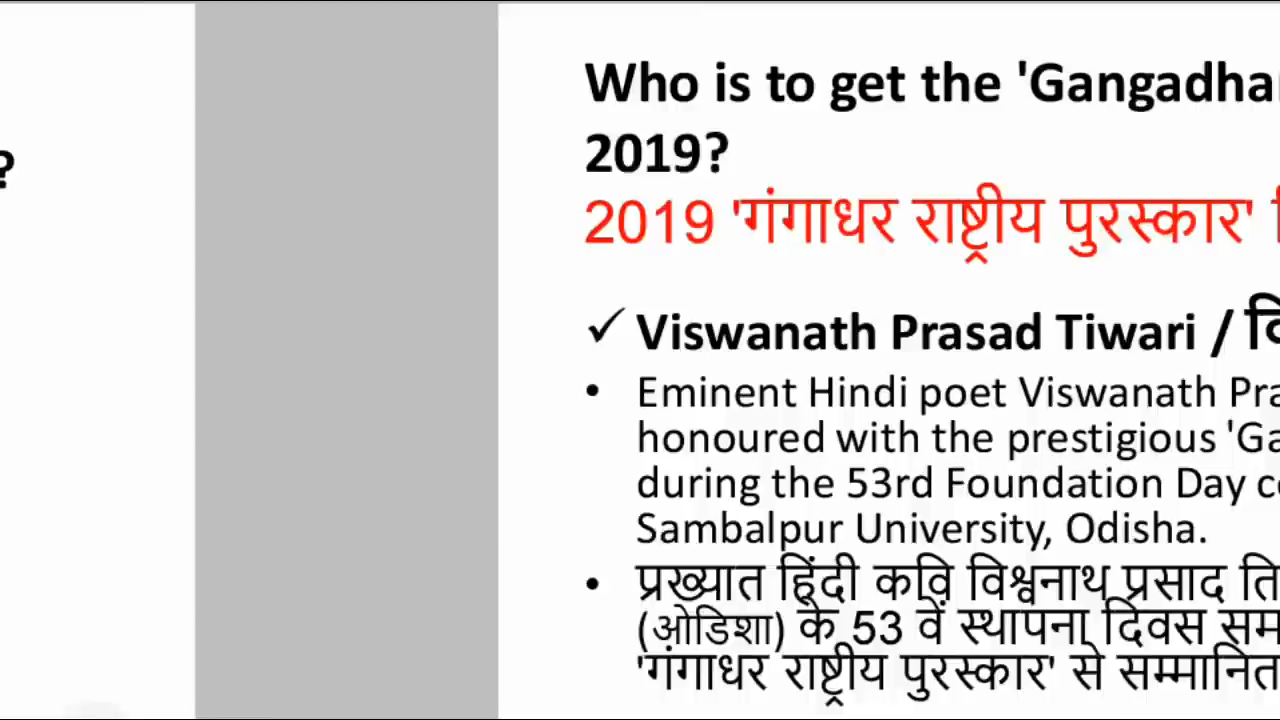 ?
Who is to get the 'Gangadha
2019?
2019 'गंगाधर राष्ट्रीय पुरस्कार'
✓ Viswanath Prasad Tiwari /
• Eminent Hindi poet Viswanath Pra
honoured with the prestigious 'Ga
during the 53rd Foundation Day c
Sambalpur University, Odisha.
• प्रख्यात हिंदी कवि विश्वनाथ प्रसाद ति
(ओडिशा) के 53 वें स्थापना दिवस सम
'गंगाधर राष्ट्रीय पुरस्कार' से सम्मानित